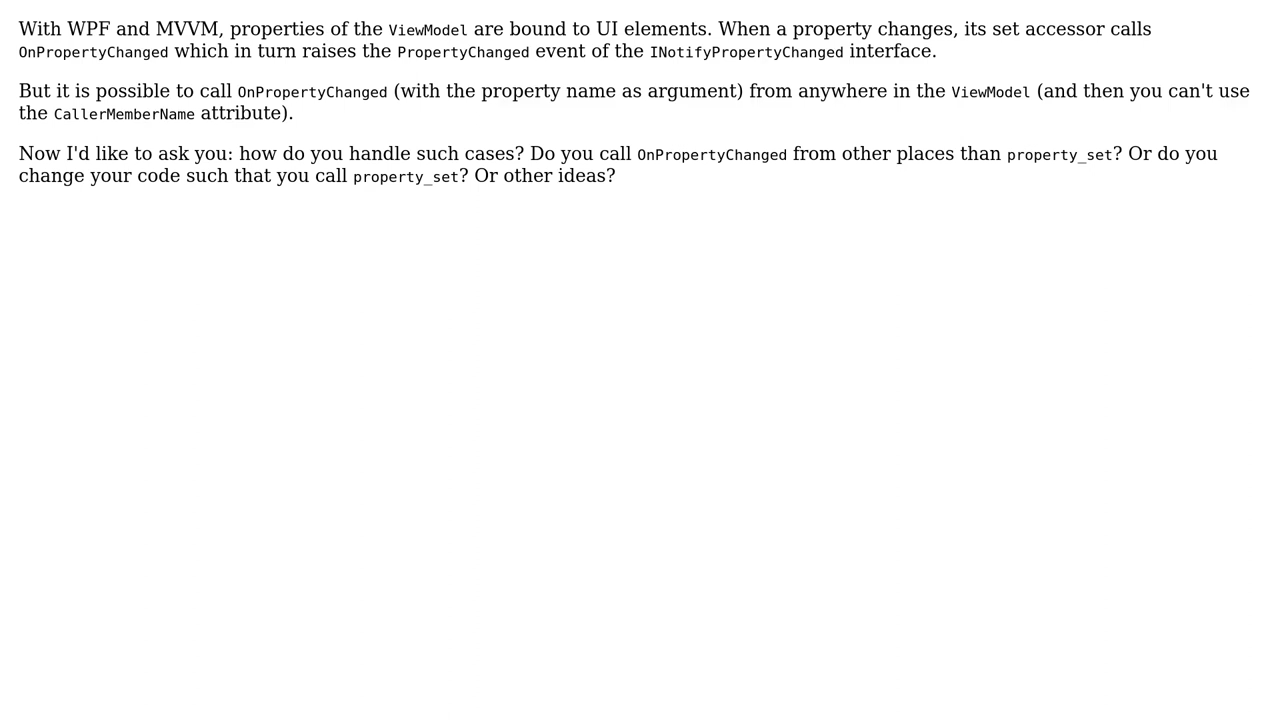 With WPF and MVVM, properties of the ViewModel are bound to UI elements. When a property changes, its set accessor calls
OnPropertyChanged which in turn raises the PropertyChanged event of the INotifyPropertyChanged interface.
But it is possible to call OnPropertyChanged (with the property name as argument) from anywhere in the ViewModel (and then you can't use
the CallerMemberName attribute).
Now I'd like to ask you: how do you handle such cases? Do you call OnPropertyChanged from other places than property_set? Or do you
change your code such that you call property_set? Or other ideas?